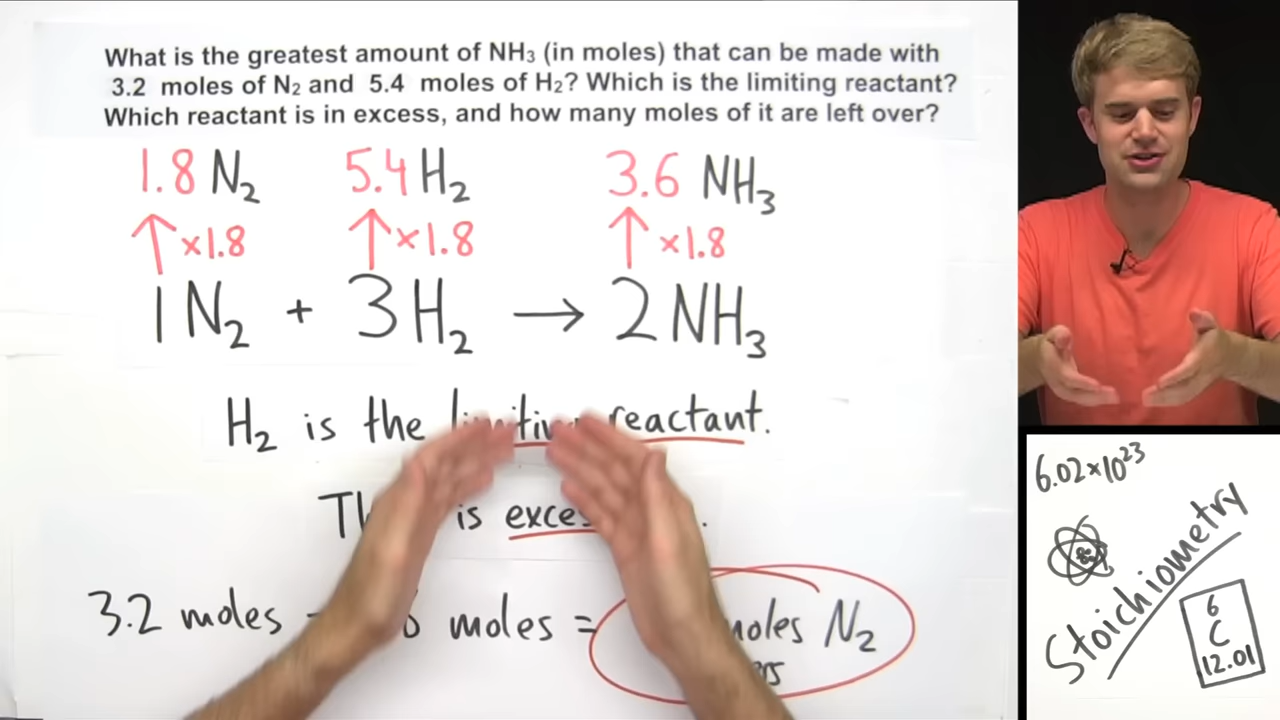 What is the greatest amount of NH₃ (in moles) that can be made with
3.2 moles of N₂ and 5.4 moles of H₂? Which is the limiting reactant?
Which reactant is in excess, and how many moles of it are left over?
1.8 N₂ 5.4 H₂ 3.6 NH₃
↑×1.8 ↑×1.8 ↑×1.8
1 N₂ + 3 H₂ → 2 NH₃
H₂ is the reactant.
is
3.2 moles moles = N₂
6.02×10²³
Stoichiometry
6
C
12.01